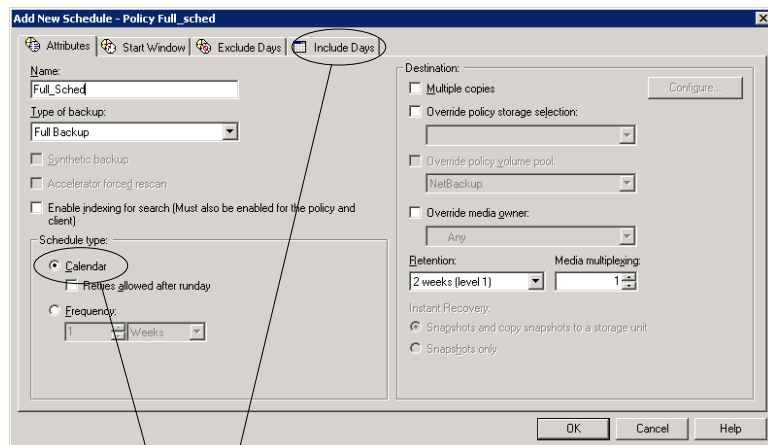 Add New Schedule - Policy Full_sched
Attributes
Start Window
Exclude Days
Include Days
Name:
Full_Sched
Type of backup:
Full Backup
Synthetic backup
Accelerator forced rescan
Enable indexing for search (Must also be enabled for the policy and
client)
Schedule type:
Calendar
Retries allowed after runday
Frequency:
1
Weeks
Destination:
Multiple copies
Configure...
Override policy storage selection:
Override policy volume pool:
NetBackup
Override media owner:
Any
Retention:
Media multiplexing:
2 weeks (level 1)
1
Instant Recovery:
Snapshots and copy snapshots to a storage unit
Snapshots only
OK
Cancel
Help